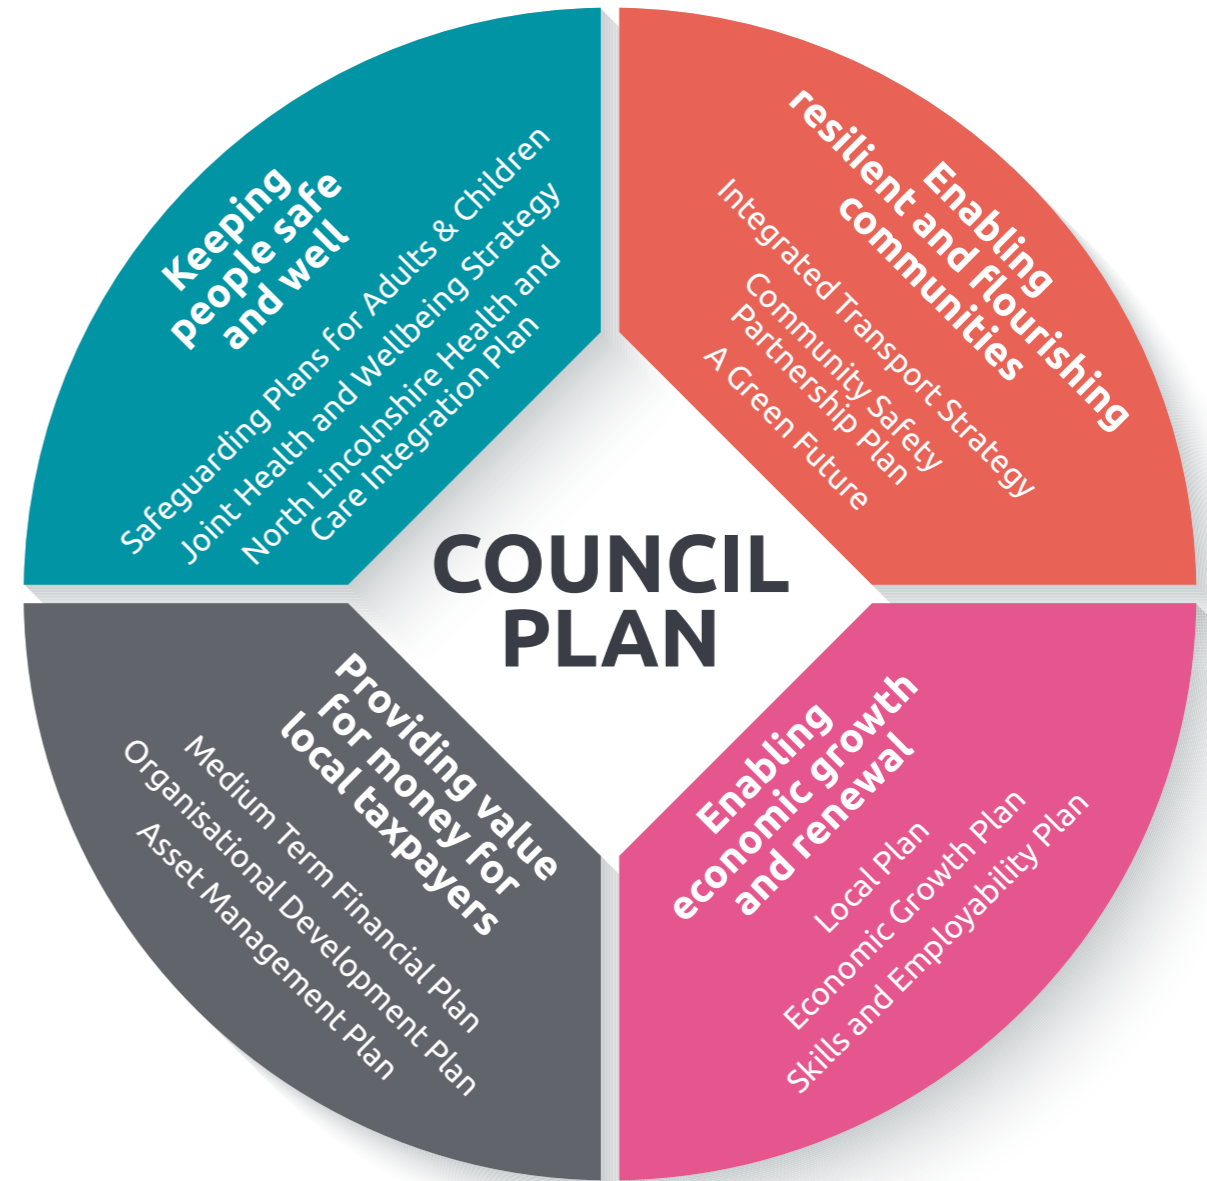 Keeping
people safe
and well
Safeguarding Plans for Adults & Children
Joint Health and Wellbeing Strategy
North Lincolnshire Health and
Care Integration Plan
Enabling
resilient and flourishing
communities
Integrated Transport Strategy
Community Safety
Partnership Plan
A Green Future
COUNCIL
PLAN
Providing value
for money for
local taxpayers
Medium Term Financial Plan
Organisational Development Plan
Asset Management Plan
Enabling
economic growth
and renewal
Local Plan
Economic Growth Plan
Skills and Employability Plan